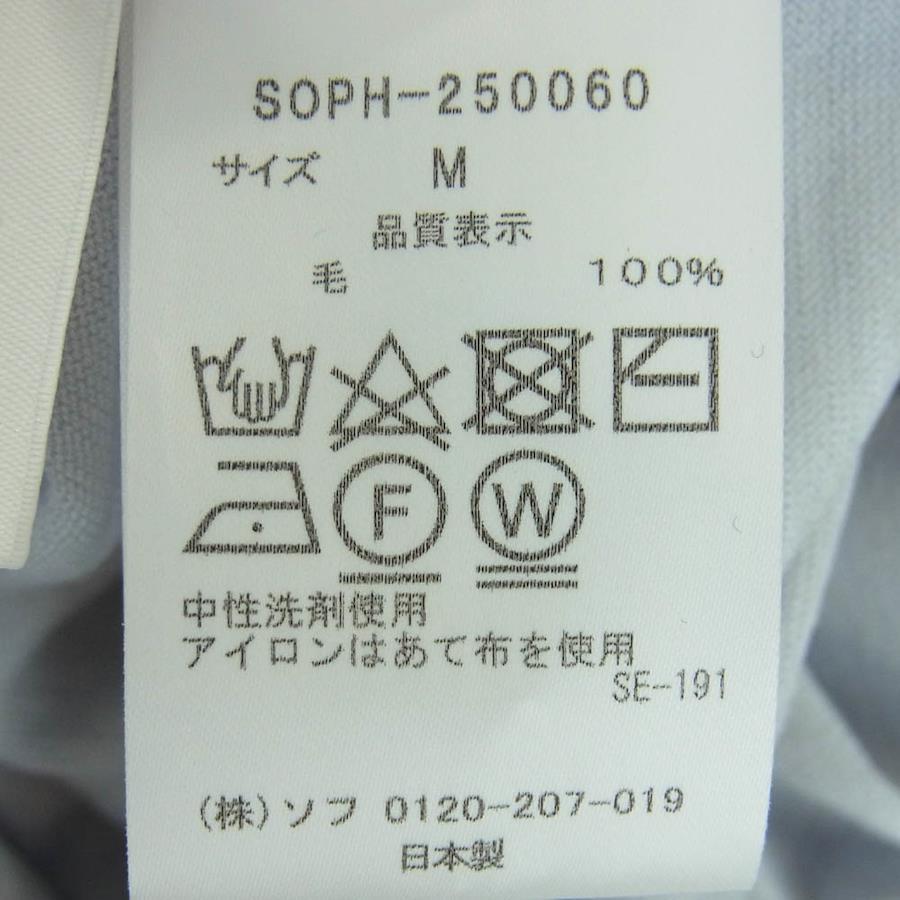 SOPH-250060
サイズ M
品質表示
毛 100%
F W
中性洗剤使用
アイロンはあて布を使用
SE-191
(株)ソフ 0120-207-019
日本製